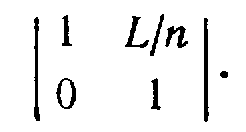 | 1 L/n |
| 0 1 | .